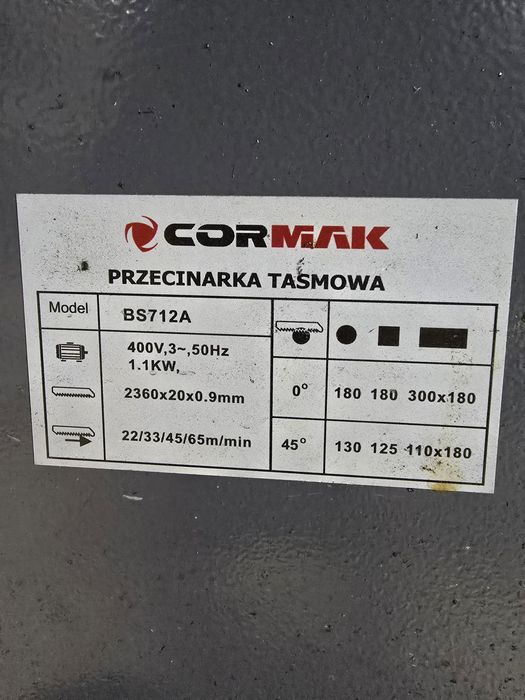 CORMAK
PRZECINARKA TASMOWA
Model BS712A
400V,3~,50Hz
1.1KW,
2360x20x0.9mm
22/33/45/65m/min
0° 180 180 300x180
45° 130 125 110x180